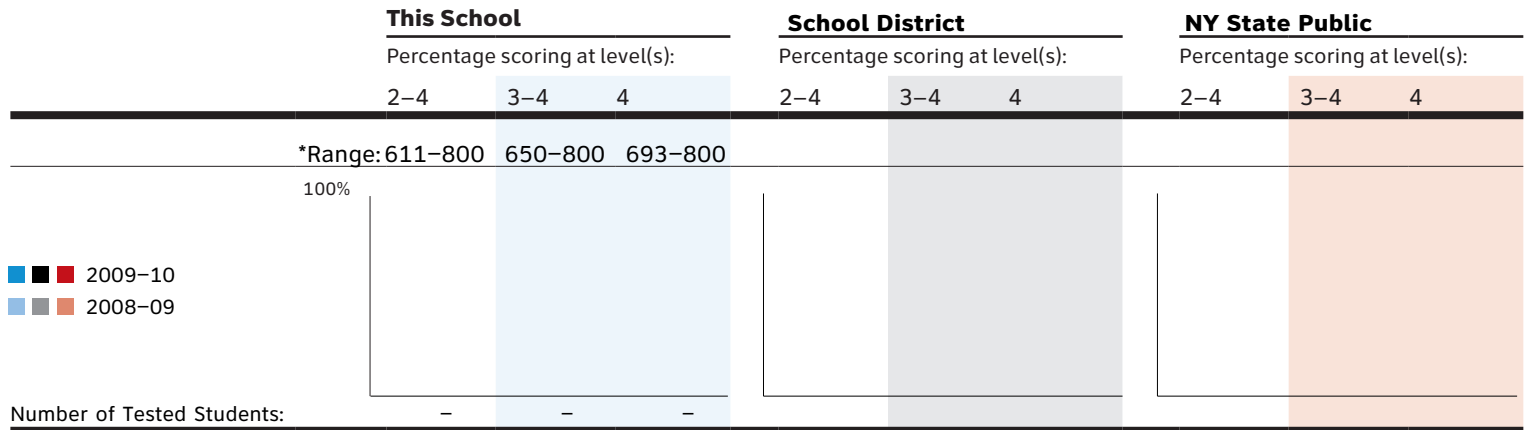 This School School District NY State Public
Percentage scoring at level(s): Percentage scoring at level(s): Percentage scoring at level(s):
2–4 3–4 4 2–4 3–4 4 2–4 3–4 4
*Range: 611–800 650–800 693–800
100%
2009–10
2008–09
Number of Tested Students: – – –